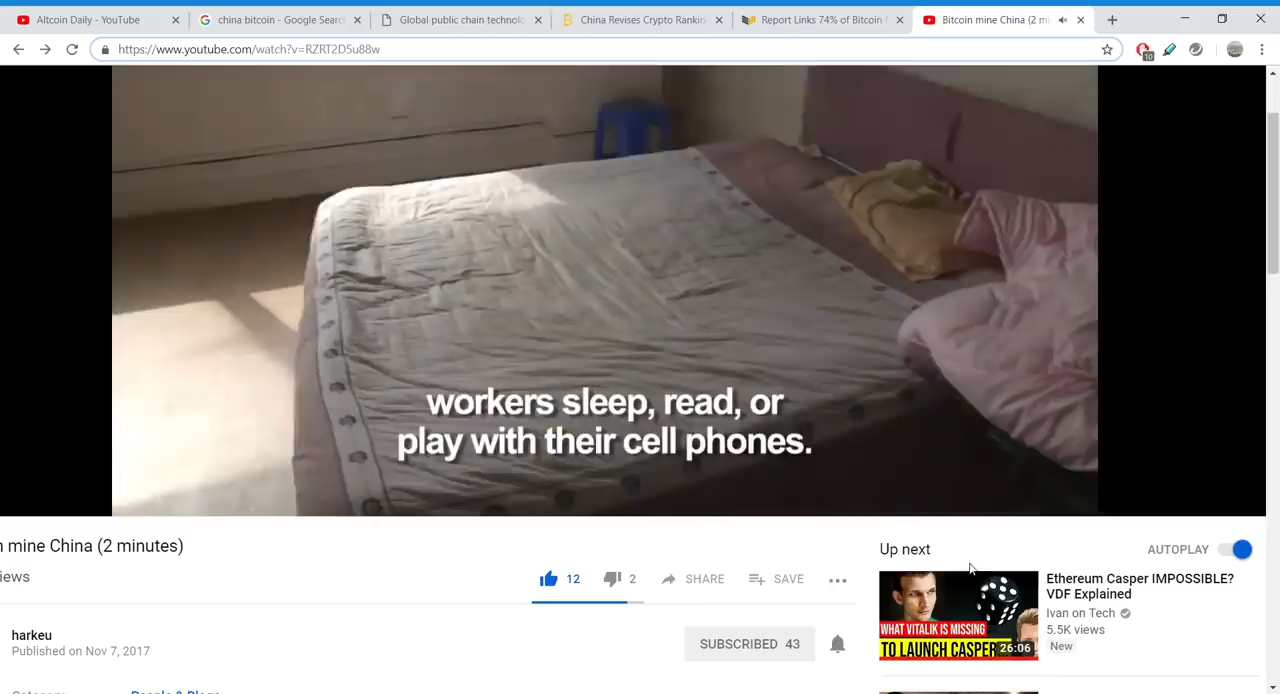 Altcoin Daily - YouTube
china bitcoin - Google Searc
Global public chain technolo
China Revises Crypto Rankin
Report Links 74% of Bitcoin
Bitcoin mine China (2 m
https://www.youtube.com/watch?v=RZRT2D5u88w
10
workers sleep, read, or
play with their cell phones.
mine China (2 minutes)
iews
12
2
SHARE
SAVE
harkeu
Published on Nov 7, 2017
SUBSCRIBED 43
Up next
AUTOPLAY
WHAT VITALIK IS MISSING
TO LAUNCH CASPER
26:06
Ethereum Casper IMPOSSIBLE?
VDF Explained
Ivan on Tech
5.5K views
New